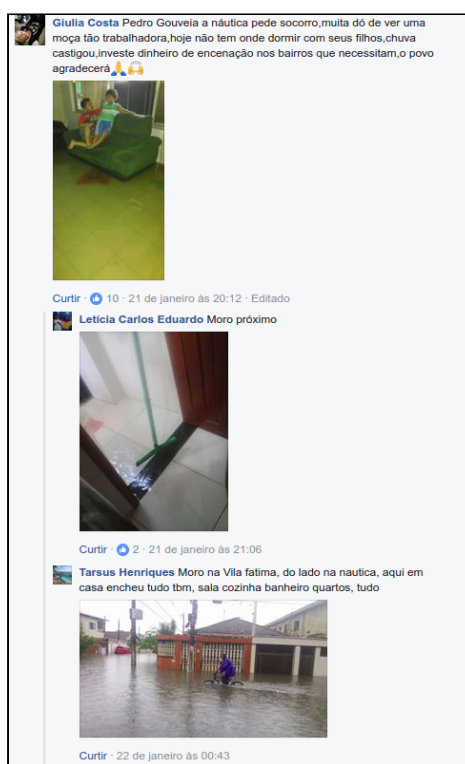 Giulia Costa Pedro Gouveia a náutica pede socorro,muita dó de ver uma
moça tão trabalhadora,hoje não tem onde dormir com seus filhos,chuva
castigou,investe dinheiro de encenação nos bairros que necessitam,o povo
agradecerá🙏🙌
Curtir · 10 · 21 de janeiro às 20:12 · Editado
Letícia Carlos Eduardo Moro próximo
Curtir · 2 · 21 de janeiro às 21:06
Tarsus Henriques Moro na Vila fatima, do lado na nautica, aqui em
casa encheu tudo tbm, sala cozinha banheiro quartos, tudo
Curtir · 22 de janeiro às 00:43